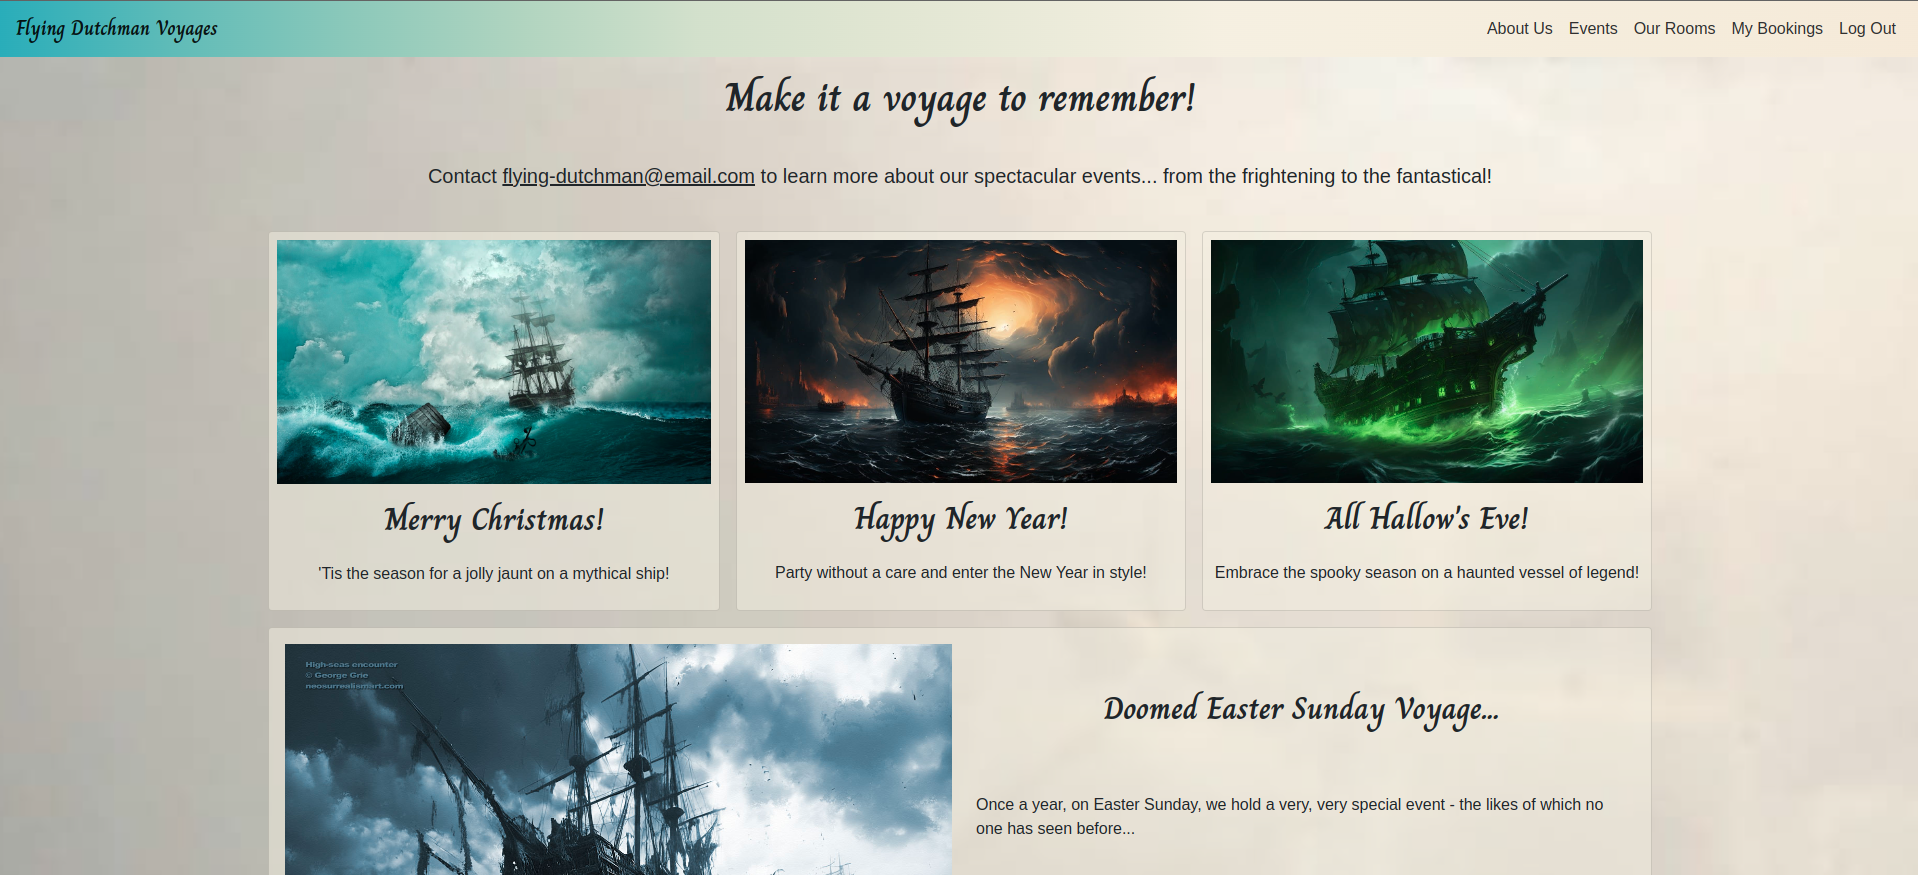 Flying Dutchman Voyages
About Us Events Our Rooms My Bookings Log Out
Make it a voyage to remember!
Contact flying-dutchman@email.com to learn more about our spectacular events... from the frightening to the fantastical!
Merry Christmas!
'Tis the season for a jolly jaunt on a mythical ship!
Happy New Year!
Party without a care and enter the New Year in style!
All Hallow's Eve!
Embrace the spooky season on a haunted vessel of legend!
High-seas encounter
© George Grie
neosurrealismart.com
Doomed Easter Sunday Voyage...
Once a year, on Easter Sunday, we hold a very, very special event - the likes of which no
one has seen before...